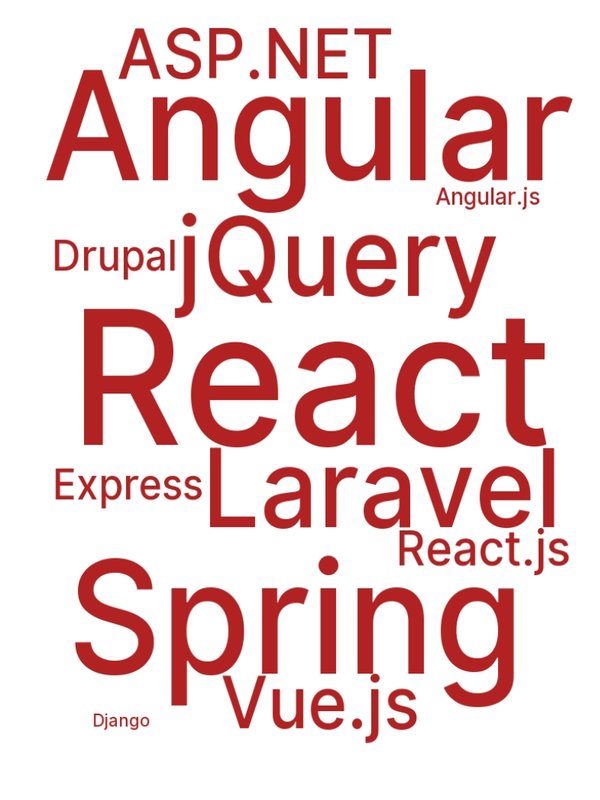 ASP.NET
Angular
Angular.js
Drupal
jQuery
React
Express
Laravel
React.js
Spring
Vue.js
Django